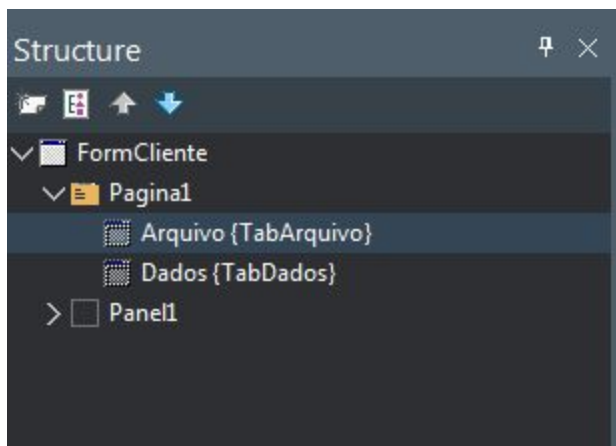 Structure
FormCliente
Pagina1
Arquivo {TabArquivo}
Dados {TabDados}
Panel1